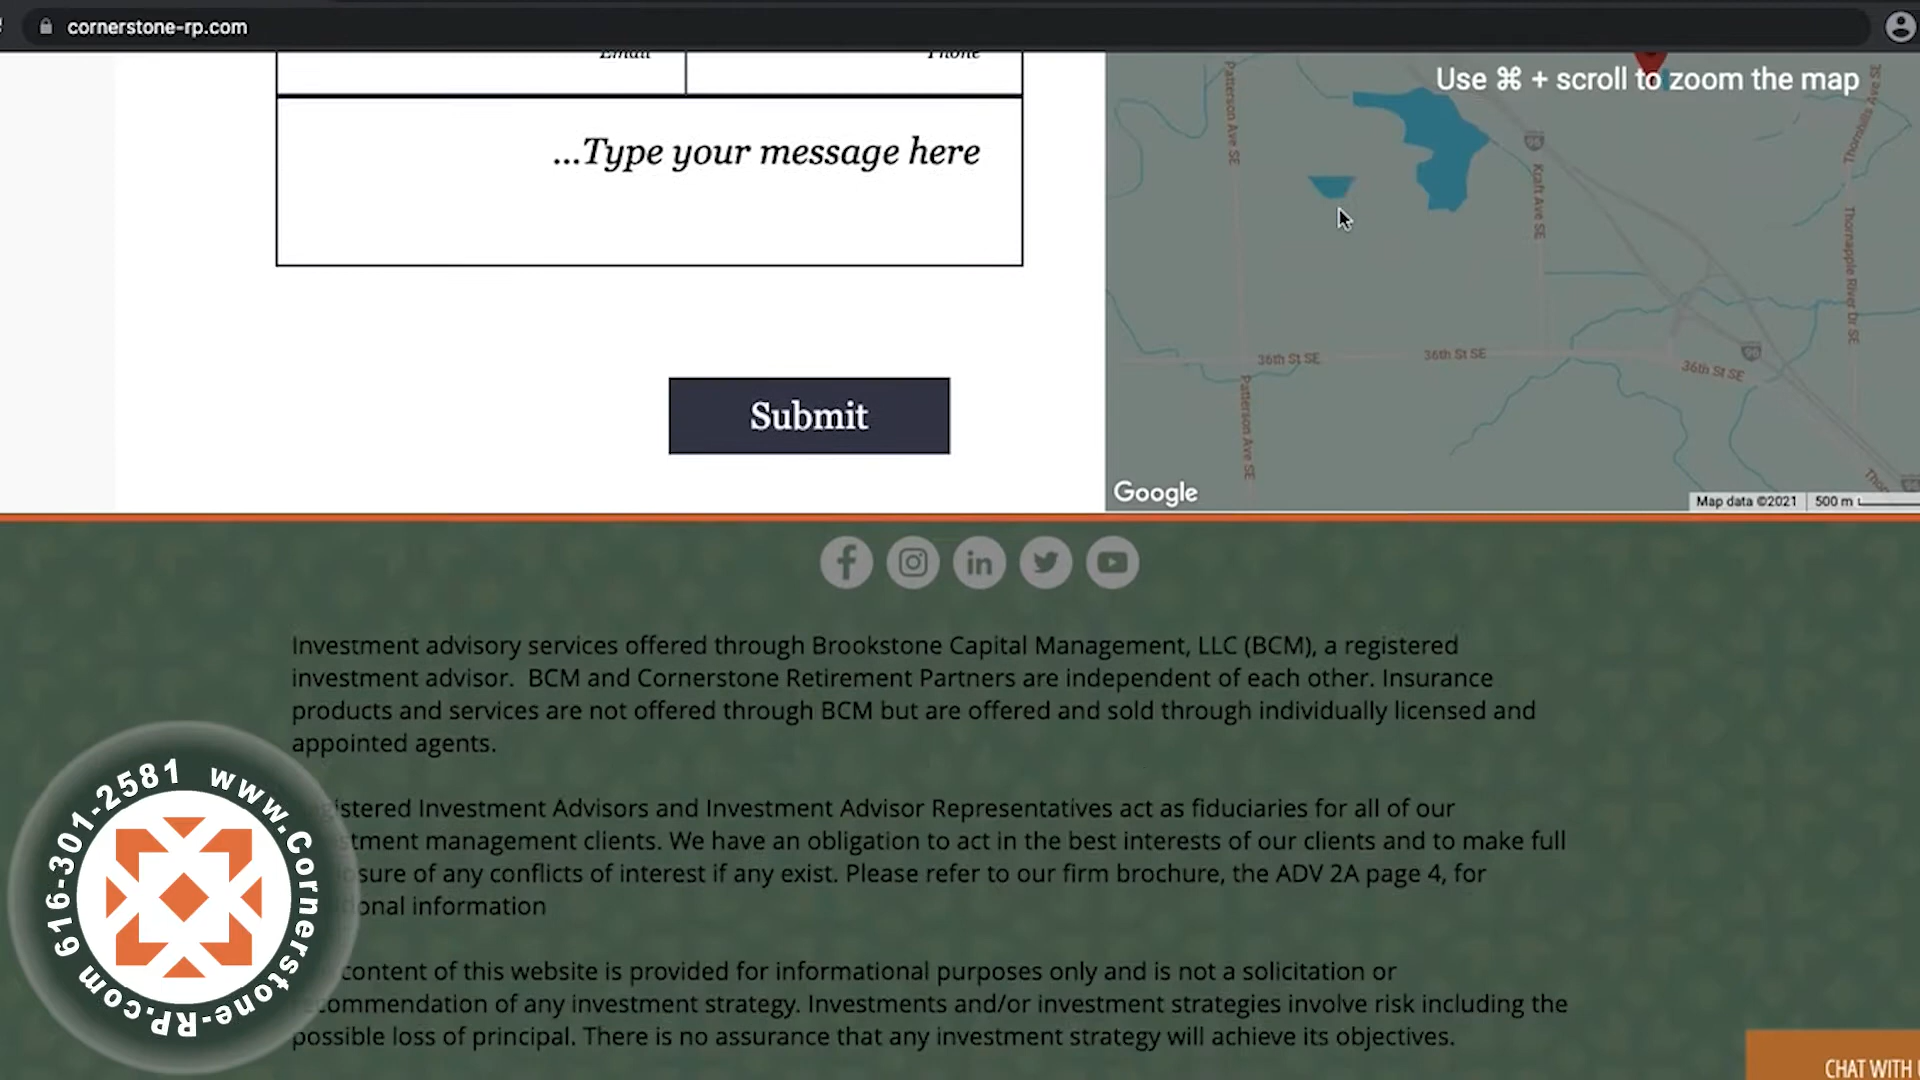 cornerstone-rp.com
Email
Phone
Use ⌘ + scroll to zoom the map
...Type your message here
Submit
Patterson Ave SE
Kraft Ave SE
Thornhills Ave SE
Thornapple River Dr SE
96
36th St SE
36th St SE
36th St SE
96
Patterson Ave SE
Google
Map data ©2021
500 m
Investment advisory services offered through Brookstone Capital Management, LLC (BCM), a registered
investment advisor. BCM and Cornerstone Retirement Partners are independent of each other. Insurance
products and services are not offered through BCM but are offered and sold through individually licensed and
appointed agents.
gistered Investment Advisors and Investment Advisor Representatives act as fiduciaries for all of our
stment management clients. We have an obligation to act in the best interests of our clients and to make full
osure of any conflicts of interest if any exist. Please refer to our firm brochure, the ADV 2A page 4, for
onal information
content of this website is provided for informational purposes only and is not a solicitation or
commendation of any investment strategy. Investments and/or investment strategies involve risk including the
possible loss of principal. There is no assurance that any investment strategy will achieve its objectives.
616-301-2581 www.Cornerstone-RP.com
CHAT WITH